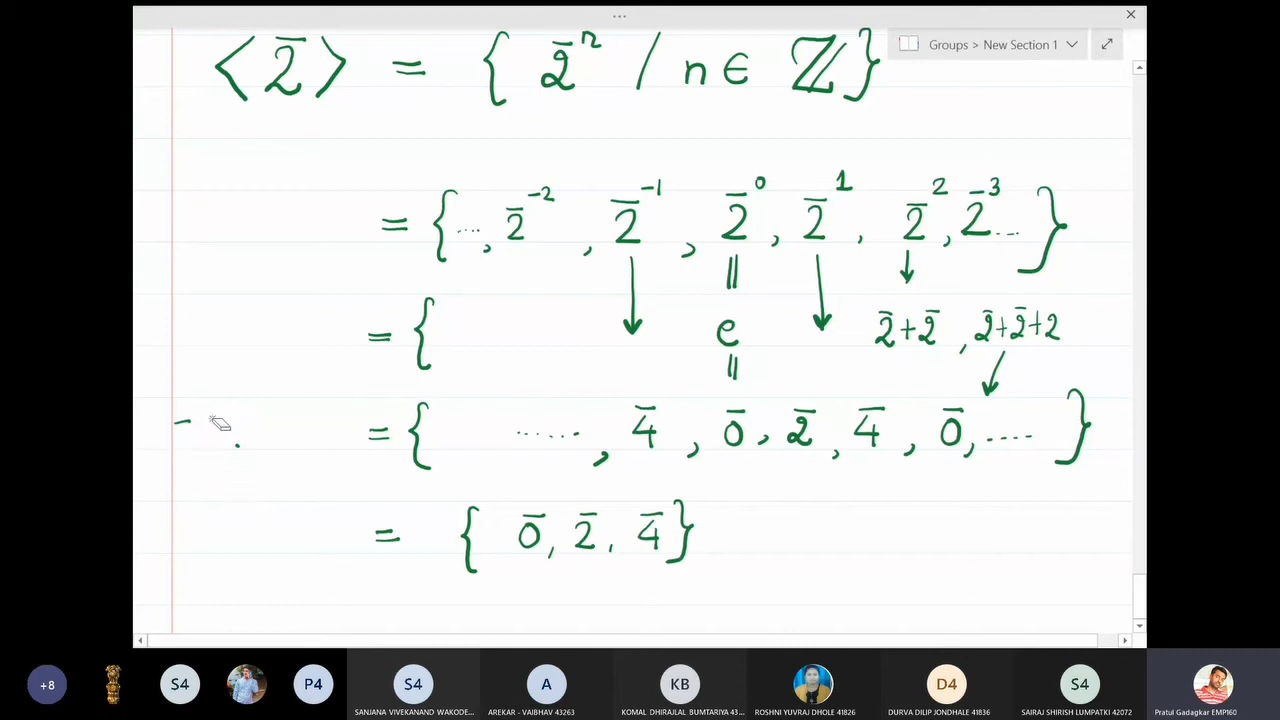 Groups > New Section 1
⟨ 2̄ ⟩ = { 2̄ⁿ / n ∈ ℤ }
= { ..., 2̄⁻², 2̄⁻¹, 2̄⁰, 2̄¹, 2̄², 2̄³ ... }
= { e 2̄+2̄, 2̄+2̄+2
= { ......, 4̄, 0̄, 2̄, 4̄, 0̄, .... }
= { 0̄, 2̄, 4̄ }
+8 S4 P4 S4 A KB D4 S4
SANJANA VIVEKANAND WAKODE... AREKAR - VAIBHAV 43263 KOMAL DHIRAJLAL BUMTARIYA 43... ROSHNI YUVRAJ DHOLE 41826 DURVA DILIP JONDHALE 41836 SAIRAJ SHIRISH LUMPATKI 42072 Pratul Gadagkar EMP160